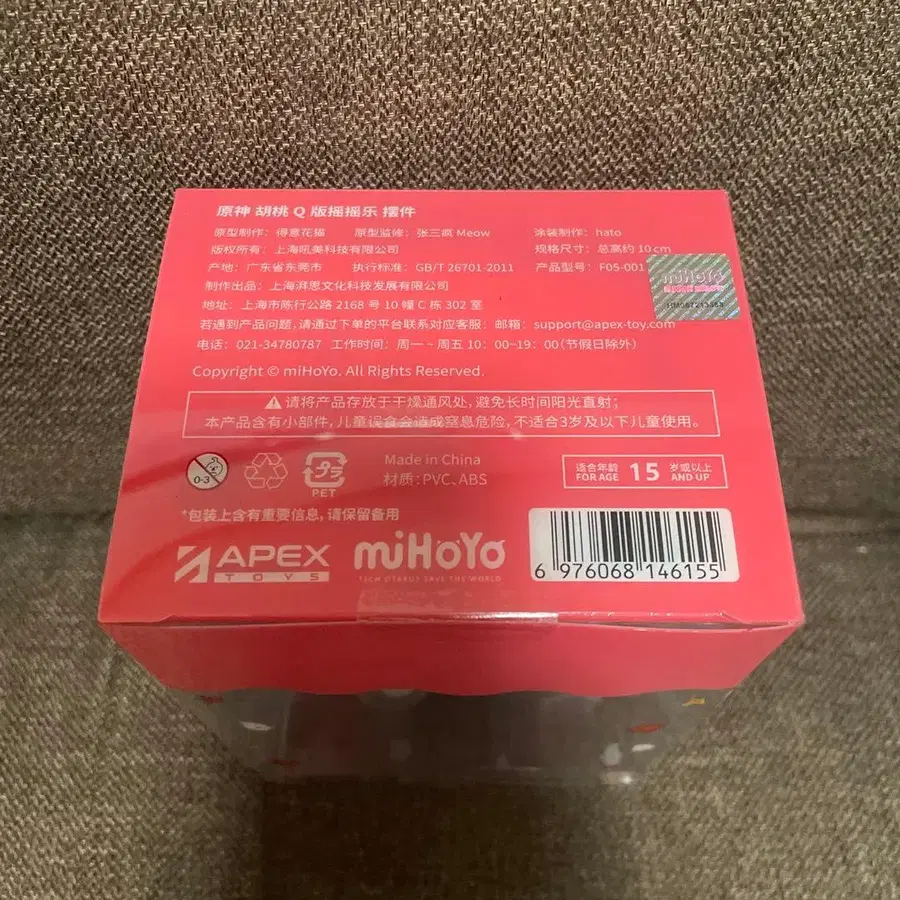 原神 胡桃 Q 版摇摇乐 摆件
原型制作：得意花猫 原型监修：张三疯 Meow 涂装制作：hato
版权所有：上海吼美科技有限公司 规格尺寸：总高约 10 cm
产地：广东省东莞市 执行标准：GB/T 26701-2011 产品型号：F05-001
制作出品：上海湃思文化科技发展有限公司
地址：上海市陈行公路 2168 号 10 幢 C 栋 302 室
若遇到产品问题，请通过下单的平台联系对应客服；邮箱：support@apex-toy.com
电话：021-34780787 工作时间：周一 ~ 周五 10：00-19：00（节假日除外）
Copyright © miHoYo. All Rights Reserved.
miHoYo
请将产品存放于干燥通风处，避免长时间阳光直射；
本产品含有小部件，儿童误食会造成窒息危险，不适合3岁及以下儿童使用。
0-3
プラ
PET
Made in China
材质：PVC、ABS
适合年龄 15 岁或以上
FOR AGE AND UP
*包装上含有重要信息，请保留备用
APEX
TOYS
miHoYo
TECH OTAKUS SAVE THE WORLD
6 976068 146155